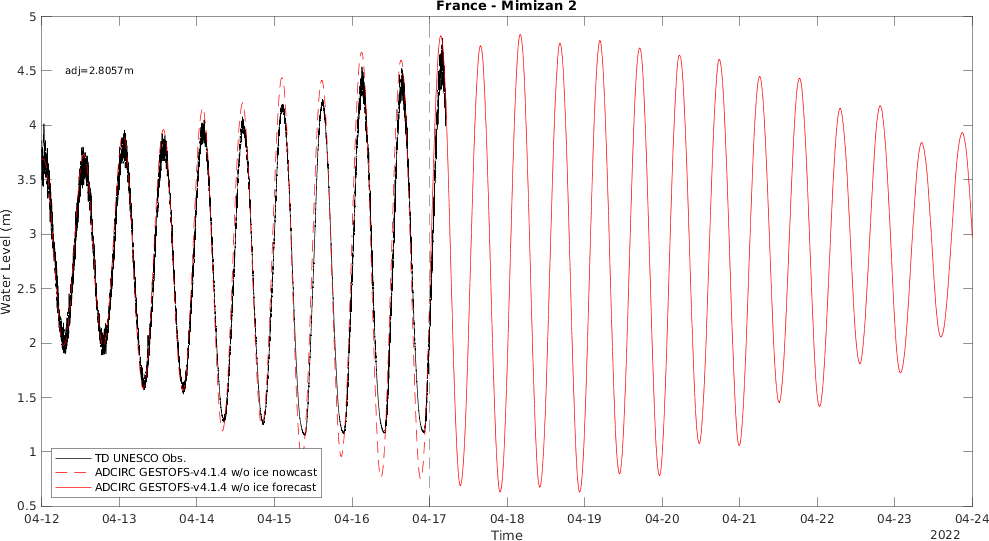 France - Mimizan 2
adj=2.8057m
5
4.5
4
3.5
3
2.5
2
1.5
1
0.5
Water Level (m)
TD UNESCO Obs.
ADCIRC GESTOFS-v4.1.4 w/o ice nowcast
ADCIRC GESTOFS-v4.1.4 w/o ice forecast
04-12 04-13 04-14 04-15 04-16 04-17 04-18 04-19 04-20 04-21 04-22 04-23 04-24
Time
2022